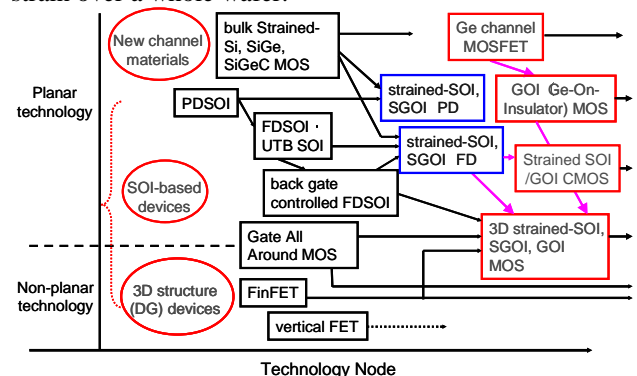 strain over a whole wafer.
New channel
materials
bulk Strained-
Si, SiGe,
SiGeC MOS
Ge channel
MOSFET
Planar
technology
PDSOI
strained-SOI,
SGOI PD
GOI (Ge-On-
Insulator) MOS
FDSOI ·
UTB SOI
strained-SOI,
SGOI FD
Strained SOI
/GOI CMOS
SOI-based
devices
back gate
controlled FDSOI
Gate All
Around MOS
3D strained-SOI,
SGOI, GOI
MOS
Non-planar
technology
3D structure
(DG) devices
FinFET
vertical FET
Technology Node